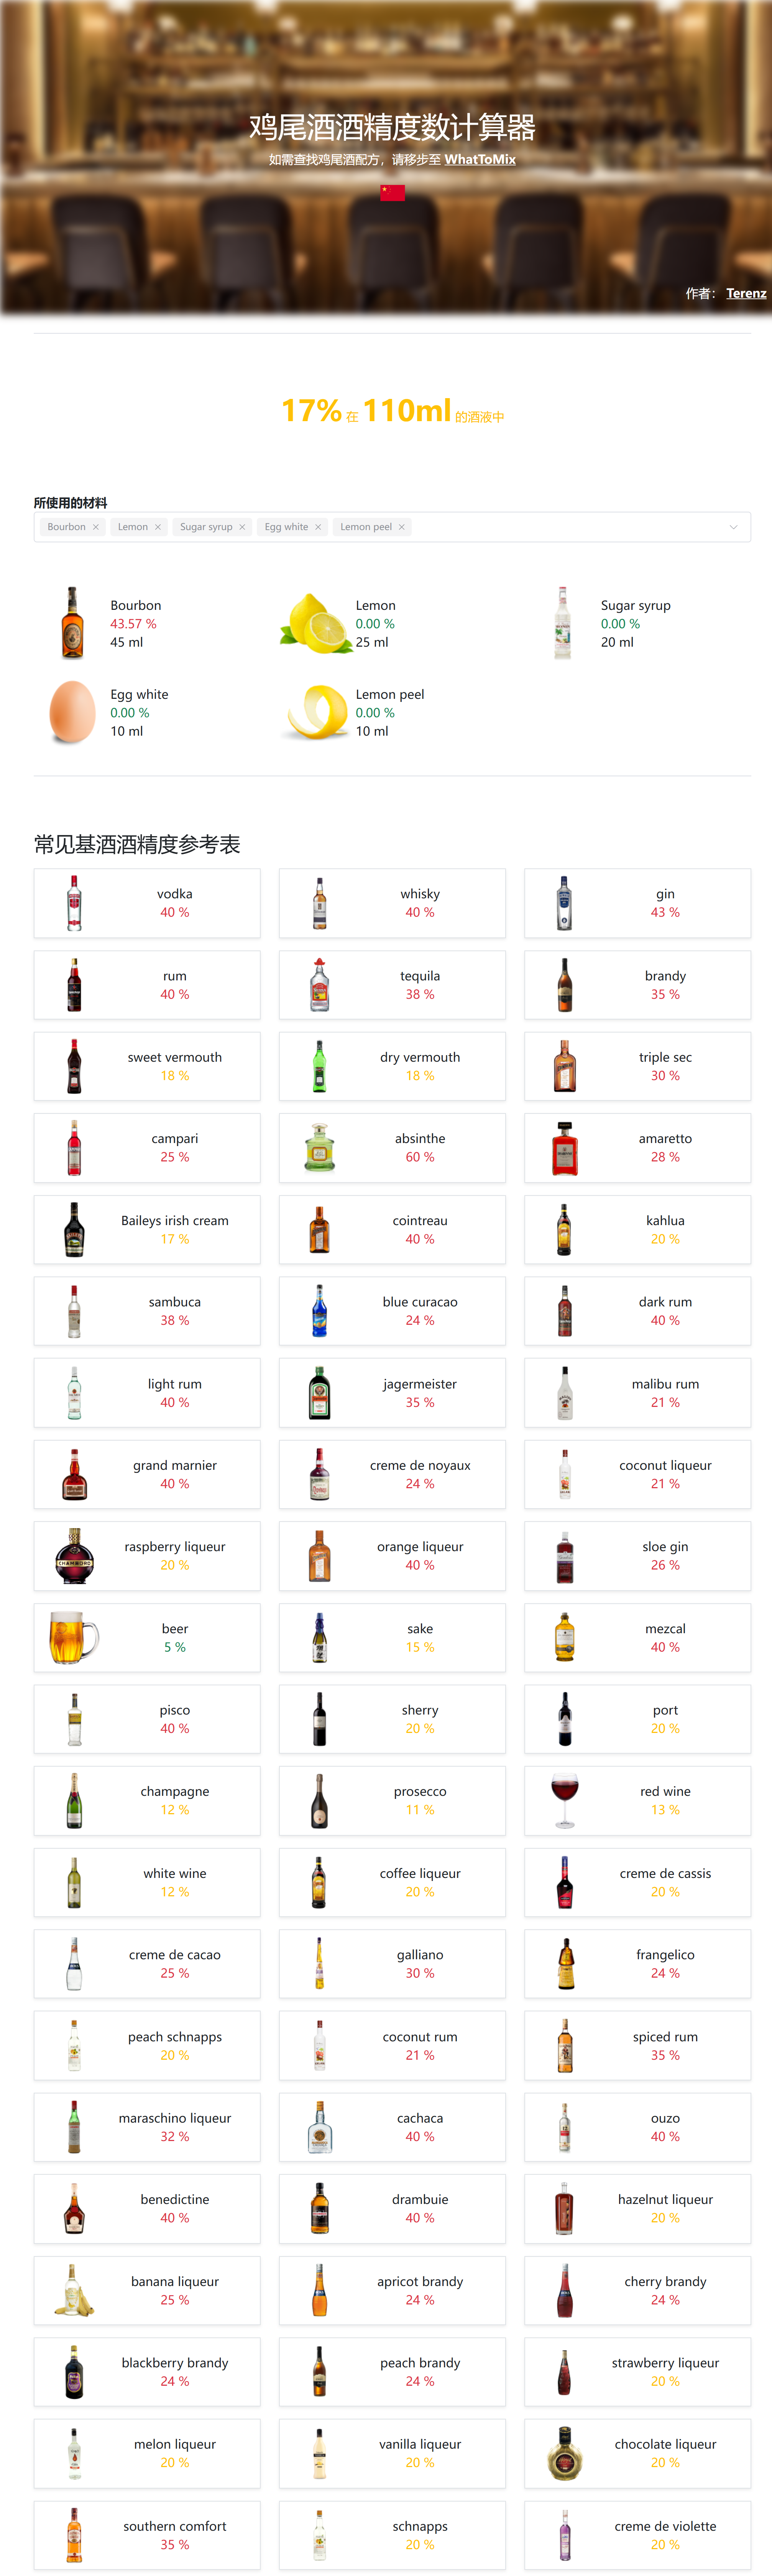 鸡尾酒酒精度数计算器
如需查找鸡尾酒配方，请移步至 WhatToMix
作者： Terenz
17% 在 110ml 的酒液中
所使用的材料
Bourbon × Lemon × Sugar syrup × Egg white × Lemon peel ×
Bourbon
43.57 %
45 ml
Lemon
0.00 %
25 ml
Sugar syrup
0.00 %
20 ml
Egg white
0.00 %
10 ml
Lemon peel
0.00 %
10 ml
常见基酒酒精度参考表
vodka
40 %
whisky
40 %
gin
43 %
rum
40 %
tequila
38 %
brandy
35 %
sweet vermouth
18 %
dry vermouth
18 %
triple sec
30 %
campari
25 %
absinthe
60 %
amaretto
28 %
Baileys irish cream
17 %
cointreau
40 %
kahlua
20 %
sambuca
38 %
blue curacao
24 %
dark rum
40 %
light rum
40 %
jagermeister
35 %
malibu rum
21 %
grand marnier
40 %
creme de noyaux
24 %
coconut liqueur
21 %
CHAMBORD
raspberry liqueur
20 %
orange liqueur
40 %
sloe gin
26 %
beer
5 %
sake
15 %
mezcal
40 %
pisco
40 %
sherry
20 %
port
20 %
champagne
12 %
prosecco
11 %
red wine
13 %
white wine
12 %
coffee liqueur
20 %
creme de cassis
20 %
creme de cacao
25 %
galliano
30 %
frangelico
24 %
peach schnapps
20 %
coconut rum
21 %
spiced rum
35 %
maraschino liqueur
32 %
cachaca
40 %
ouzo
40 %
benedictine
40 %
drambuie
40 %
hazelnut liqueur
20 %
banana liqueur
25 %
apricot brandy
24 %
cherry brandy
24 %
blackberry brandy
24 %
peach brandy
24 %
strawberry liqueur
20 %
melon liqueur
20 %
vanilla liqueur
20 %
chocolate liqueur
20 %
southern comfort
35 %
schnapps
20 %
creme de violette
20 %